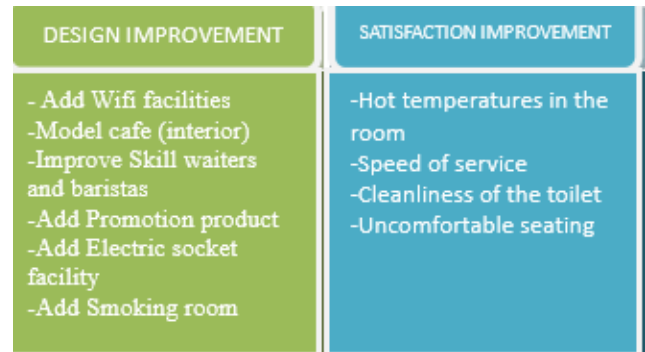 DESIGN IMPROVEMENT
- Add Wifi facilities
-Model cafe (interior)
-Improve Skill waiters
and baristas
-Add Promotion product
-Add Electric socket
facility
-Add Smoking room
SATISFACTION IMPROVEMENT
-Hot temperatures in the
room
-Speed of service
-Cleanliness of the toilet
-Uncomfortable seating